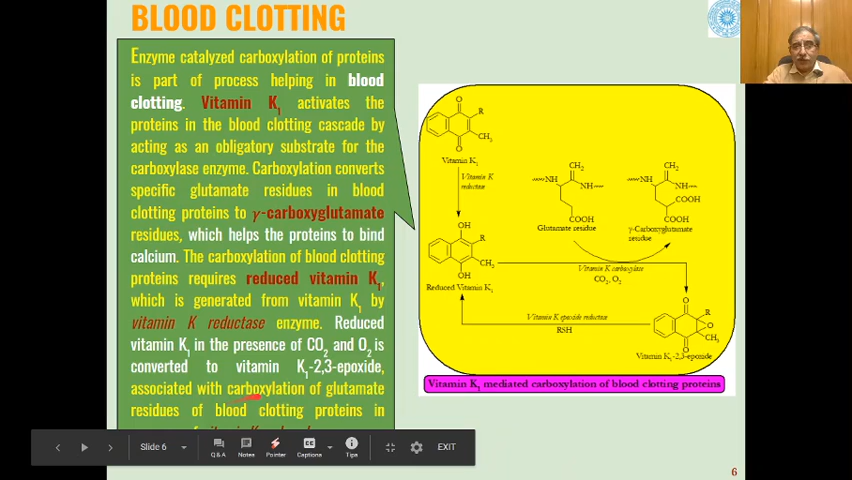 BLOOD CLOTTING
Enzyme catalyzed carboxylation of proteins
is part of process helping in blood
clotting. Vitamin K1 activates the
proteins in the blood clotting cascade by
acting as an obligatory substrate for the
carboxylase enzyme. Carboxylation converts
specific glutamate residues in blood
clotting proteins to γ-carboxyglutamate
residues, which helps the proteins to bind
calcium. The carboxylation of blood clotting
proteins requires reduced vitamin K1,
which is generated from vitamin K1 by
vitamin K reductase enzyme. Reduced
vitamin K1 in the presence of CO2 and O2 is
converted to vitamin K1-2,3-epoxide,
associated with carboxylation of glutamate
residues of blood clotting proteins in
O
R
CH3
O
Vitamin K1
Vitamin K
reductase
OH
R
CH3
OH
Reduced Vitamin K1
CH2
NH
NH
COOH
Glutamate residue
CH2
NH
NH
COOH
COOH
γ-Carboxyglutamate
residue
Vitamin K carboxylase
CO2, O2
Vitamin K epoxide reductase
RSH
O
R
O
CH3
O
Vitamin K1-2,3-epoxide
Vitamin K1 mediated carboxylation of blood clotting proteins
Slide 6
Q&A
Notes
Pointer
Captions
Tips
EXIT
6